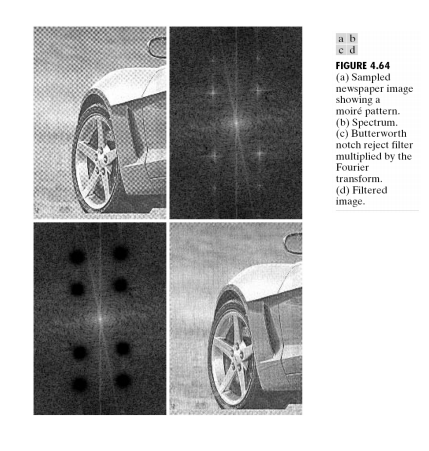 a b
c d
FIGURE 4.64
(a) Sampled
newspaper image
showing a
moiré pattern.
(b) Spectrum.
(c) Butterworth
notch reject filter
multiplied by the
Fourier
transform.
(d) Filtered
image.